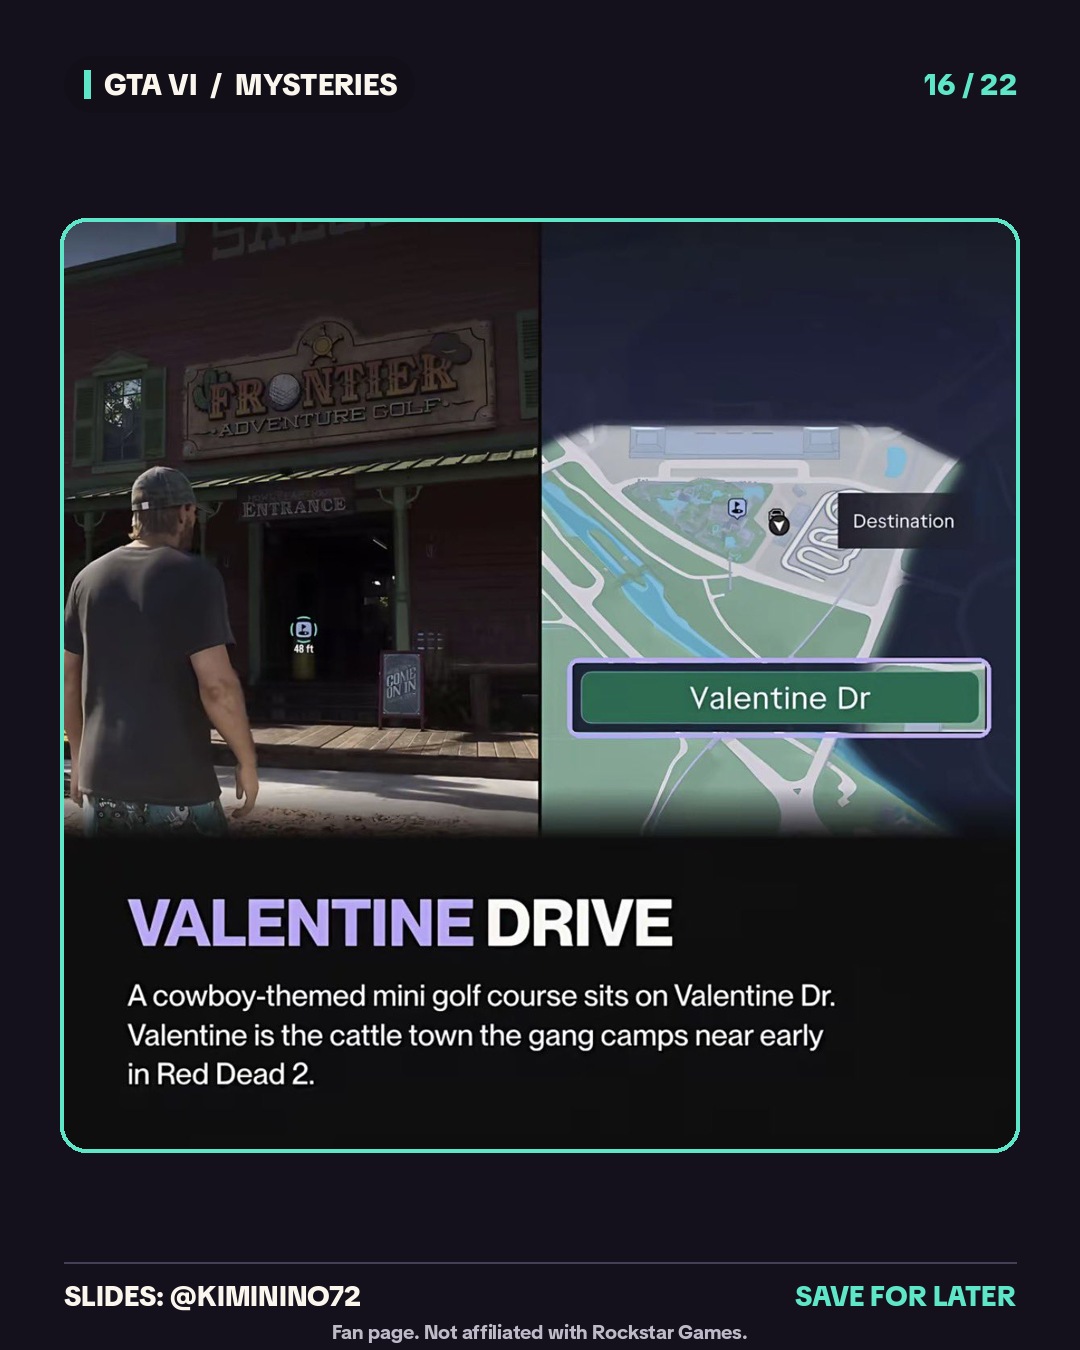 GTA VI / MYSTERIES
16 / 22
FRONTIER
ADVENTURE GOLF
ENTRANCE
48 ft
COME
ON IN
Destination
Valentine Dr
VALENTINE DRIVE
A cowboy-themed mini golf course sits on Valentine Dr.
Valentine is the cattle town the gang camps near early
in Red Dead 2.
SLIDES: @KIMININO72
SAVE FOR LATER
Fan page. Not affiliated with Rockstar Games.